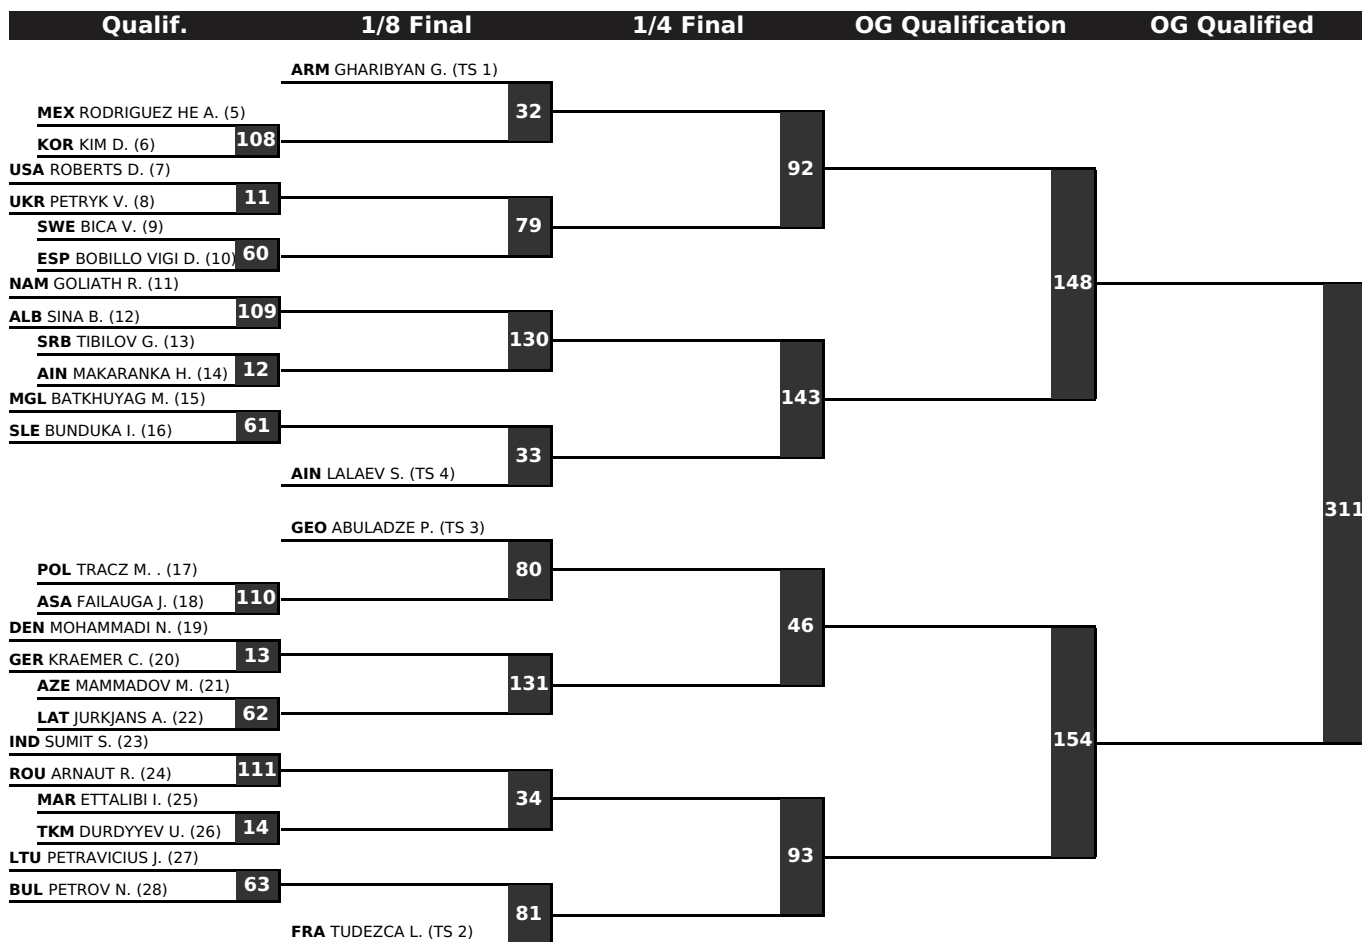 Qualif. 1/8 Final 1/4 Final OG Qualification OG Qualified
ARM GHARIBYAN G. (TS 1)
32
MEX RODRIGUEZ HE A. (5)
108
KOR KIM D. (6)
USA ROBERTS D. (7)
92
11
UKR PETRYK V. (8)
SWE BICA V. (9)
79
60
ESP BOBILLO VIGI D. (10)
NAM GOLIATH R. (11)
148
109
ALB SINA B. (12)
SRB TIBILOV G. (13)
130
12
AIN MAKARANKA H. (14)
MGL BATKHUYAG M. (15)
143
61
SLE BUNDUKA I. (16)
33
AIN LALAEV S. (TS 4)
311
GEO ABULADZE P. (TS 3)
80
POL TRACZ M. . (17)
110
ASA FAILAUGA J. (18)
DEN MOHAMMADI N. (19)
46
13
GER KRAEMER C. (20)
AZE MAMMADOV M. (21)
131
62
LAT JURKJANS A. (22)
IND SUMIT S. (23)
154
111
ROU ARNAUT R. (24)
MAR ETTALIBI I. (25)
34
14
TKM DURDYYEV U. (26)
LTU PETRAVICIUS J. (27)
93
63
BUL PETROV N. (28)
81
FRA TUDEZCA L. (TS 2)